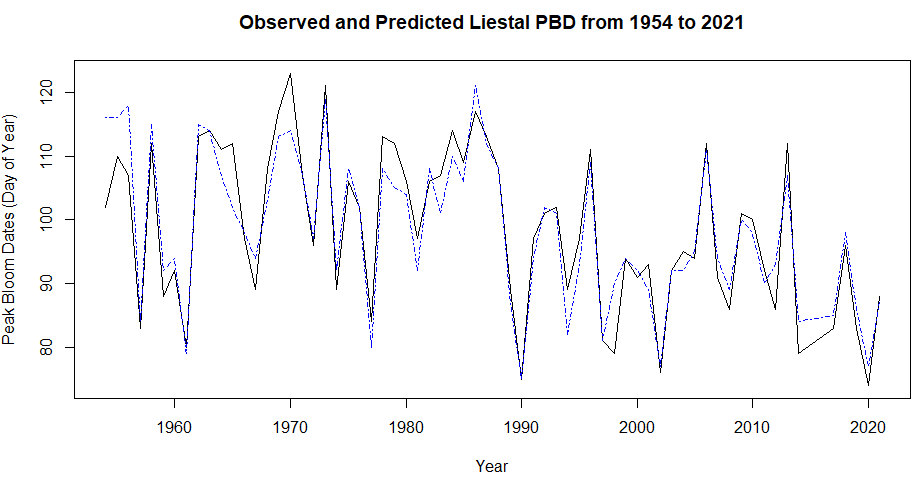 Observed and Predicted Liestal PBD from 1954 to 2021
Peak Bloom Dates (Day of Year)
120
110
100
90
80
1960 1970 1980 1990 2000 2010 2020
Year